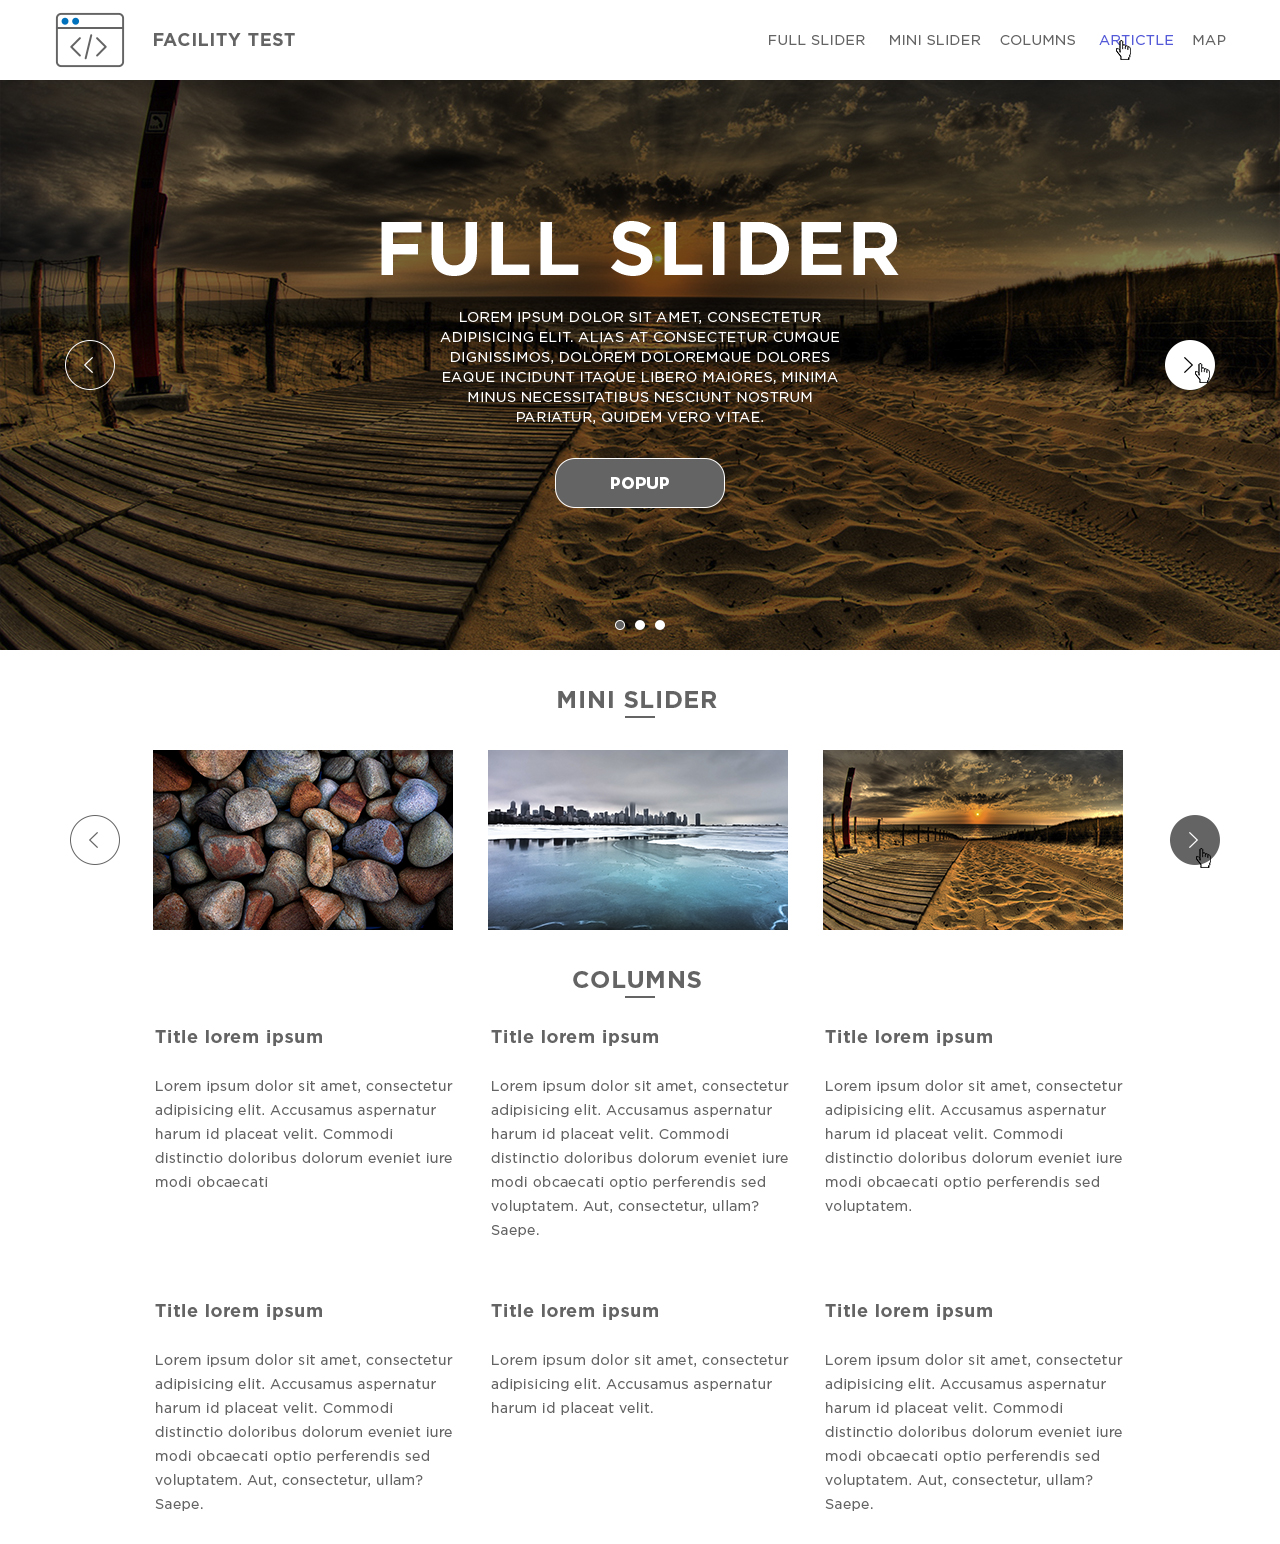 FACILITY TEST
FULL SLIDER MINI SLIDER COLUMNS ARTICTLE MAP
FULL SLIDER
LOREM IPSUM DOLOR SIT AMET, CONSECTETUR
ADIPISICING ELIT. ALIAS AT CONSECTETUR CUMQUE
DIGNISSIMOS, DOLOREM DOLOREMQUE DOLORES
EAQUE INCIDUNT ITAQUE LIBERO MAIORES, MINIMA
MINUS NECESSITATIBUS NESCIUNT NOSTRUM
PARIATUR, QUIDEM VERO VITAE.
POPUP
MINI SLIDER
COLUMNS
Title lorem ipsum
Lorem ipsum dolor sit amet, consectetur
adipisicing elit. Accusamus aspernatur
harum id placeat velit. Commodi
distinctio doloribus dolorum eveniet iure
modi obcaecati
Title lorem ipsum
Lorem ipsum dolor sit amet, consectetur
adipisicing elit. Accusamus aspernatur
harum id placeat velit. Commodi
distinctio doloribus dolorum eveniet iure
modi obcaecati optio perferendis sed
voluptatem. Aut, consectetur, ullam?
Saepe.
Title lorem ipsum
Lorem ipsum dolor sit amet, consectetur
adipisicing elit. Accusamus aspernatur
harum id placeat velit. Commodi
distinctio doloribus dolorum eveniet iure
modi obcaecati optio perferendis sed
voluptatem.
Title lorem ipsum
Lorem ipsum dolor sit amet, consectetur
adipisicing elit. Accusamus aspernatur
harum id placeat velit. Commodi
distinctio doloribus dolorum eveniet iure
modi obcaecati optio perferendis sed
voluptatem. Aut, consectetur, ullam?
Saepe.
Title lorem ipsum
Lorem ipsum dolor sit amet, consectetur
adipisicing elit. Accusamus aspernatur
harum id placeat velit.
Title lorem ipsum
Lorem ipsum dolor sit amet, consectetur
adipisicing elit. Accusamus aspernatur
harum id placeat velit. Commodi
distinctio doloribus dolorum eveniet iure
modi obcaecati optio perferendis sed
voluptatem. Aut, consectetur, ullam?
Saepe.